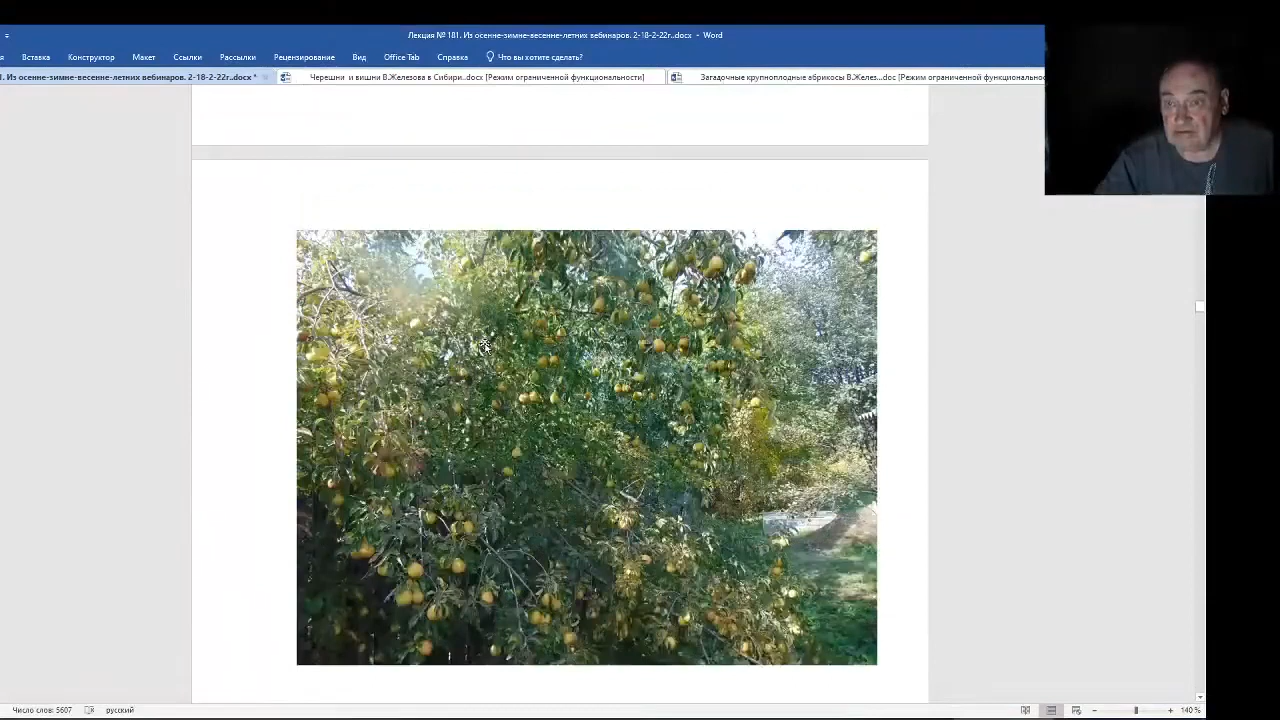 Лекция № 181. Из осенне-зимне-весенне-летних вебинаров. 2-18-2-22г..docx - Word
Вставка Конструктор Макет Ссылки Рассылки Рецензирование Вид Office Tab Справка Что вы хотите сделать?
1. Из осенне-зимне-весенне-летних вебинаров. 2-18-2-22г..docx * Черешни и вишни В.Железова в Сибири..docx [Режим ограниченной функциональности] Загадочные крупноплодные абрикосы В.Желез...doc [Режим ограниченной функционально
Число слов: 5607 русский 140 %